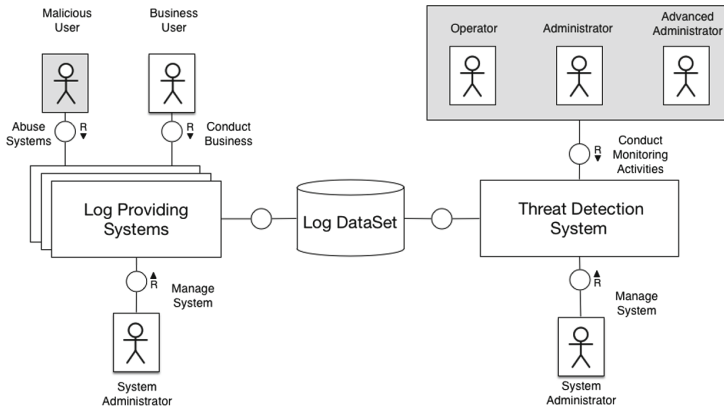 Malicious
User
Business
User
Operator
Administrator
Advanced
Administrator
Abuse
Systems
R
R
Conduct
Business
R
Conduct
Monitoring
Activities
Log Providing
Systems
Log DataSet
Threat Detection
System
R
Manage
System
R
Manage
System
System
Administrator
System
Administrator